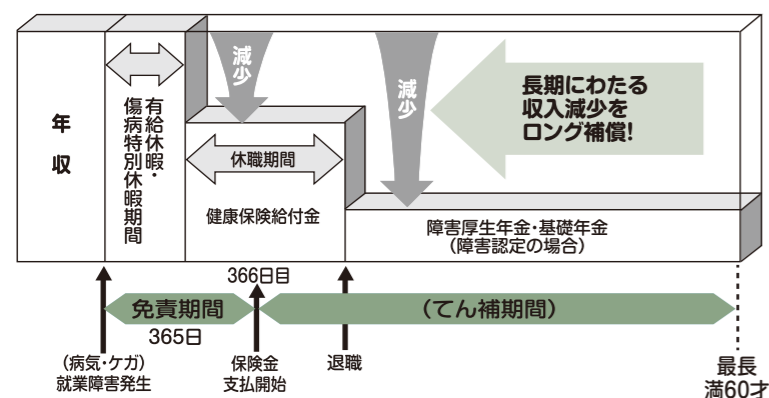 年収
有給休暇・
傷病特別休暇期間
減少
減少
長期にわたる
収入減少を
ロング補償!
休職期間
健康保険給付金
障害厚生年金・基礎年金
(障害認定の場合)
366日目
免責期間
365日
(てん補期間)
(病気・ケガ)
就業障害発生
保険金
支払開始
退職
最長
満60才